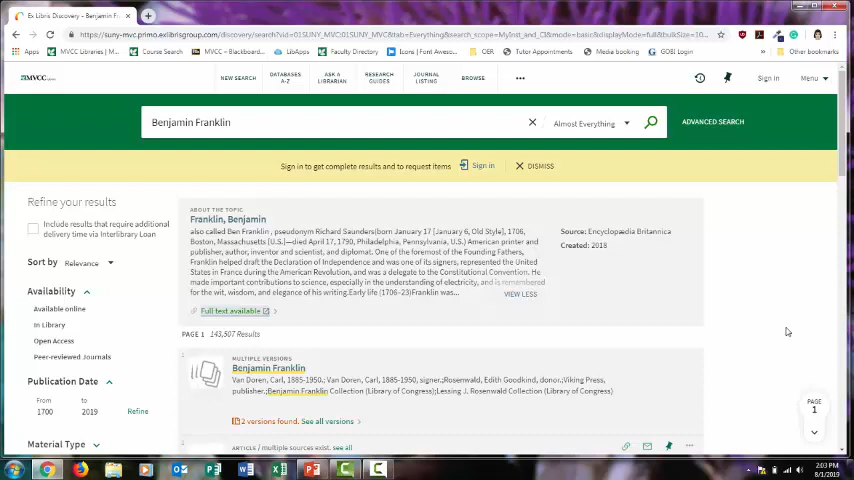 Ex Libris Discovery - Benjamin Fr
suny-mvc.primo.exlibrisgroup.com/discovery/search?vid=01SUNY_MVC:01SUNY_MVC&tab=Everything&search_scope=MyInst_and_CI&mode=basic&displayMode=full&bulkSize=10...
Apps MVCC Libraries | M... Course Search MVCC – Blackboard... LibApps Faculty Directory Icons | Font Aweso... OER Tutor Appointments Media booking GOBI Login » Other bookmarks
MVCC NEW SEARCH DATABASES A-Z ASK A LIBRARIAN RESEARCH GUIDES JOURNAL LISTING BROWSE ••• Sign in Menu
Benjamin Franklin Almost Everything ADVANCED SEARCH
Sign in to get complete results and to request items Sign in DISMISS
Refine your results
Include results that require additional
delivery time via Interlibrary Loan
Sort by Relevance
Availability
Available online
In Library
Open Access
Peer-reviewed Journals
Publication Date
From to
1700 2019 Refine
Material Type
ABOUT THE TOPIC
Franklin, Benjamin
also called Ben Franklin , pseudonym Richard Saunders(born January 17 [January 6, Old Style], 1706,
Boston, Massachusetts [U.S.]—died April 17, 1790, Philadelphia, Pennsylvania, U.S.) American printer and
publisher, author, inventor and scientist, and diplomat. One of the foremost of the Founding Fathers,
Franklin helped draft the Declaration of Independence and was one of its signers, represented the United
States in France during the American Revolution, and was a delegate to the Constitutional Convention. He
made important contributions to science, especially in the understanding of electricity, and is remembered
for the wit, wisdom, and elegance of his writing.Early life (1706–23)Franklin was...
VIEW LESS
Source: Encyclopædia Britannica
Created: 2018
Full text available
PAGE 1 143,507 Results
1
MULTIPLE VERSIONS
Benjamin Franklin
Van Doren, Carl, 1885-1950.; Van Doren, Carl, 1885-1950, signer.;Rosenwald, Edith Goodkind, donor.;Viking Press,
publisher.;Benjamin Franklin Collection (Library of Congress);Lessing J. Rosenwald Collection (Library of Congress)
2 versions found. See all versions
2
ARTICLE / multiple sources exist. see all
PAGE
1
2:03 PM
8/1/2019